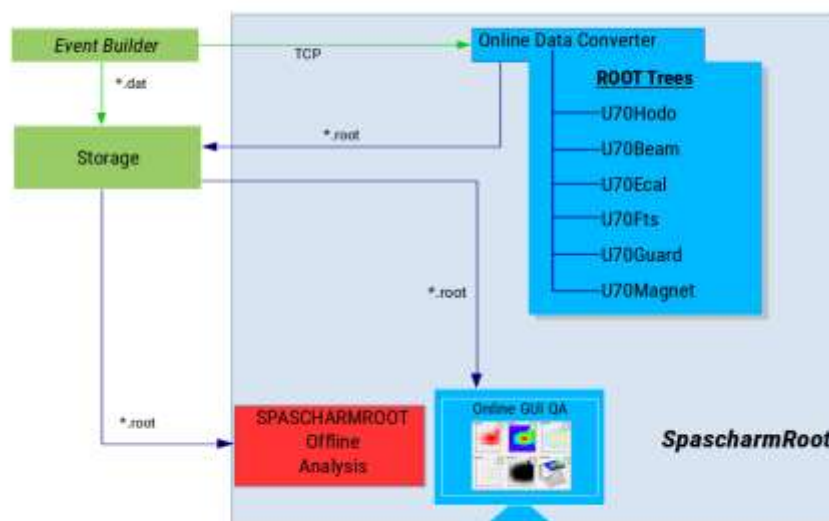 Event Builder
TCP
Online Data Converter
*.dat
ROOT Trees
U70Hodo
*.root
Storage
U70Beam
U70Ecal
U70Fts
U70Guard
*.root
U70Magnet
*.root
SPASCHARMROOT
Offline
Analysis
Online GUI QA
SpascharmRoot